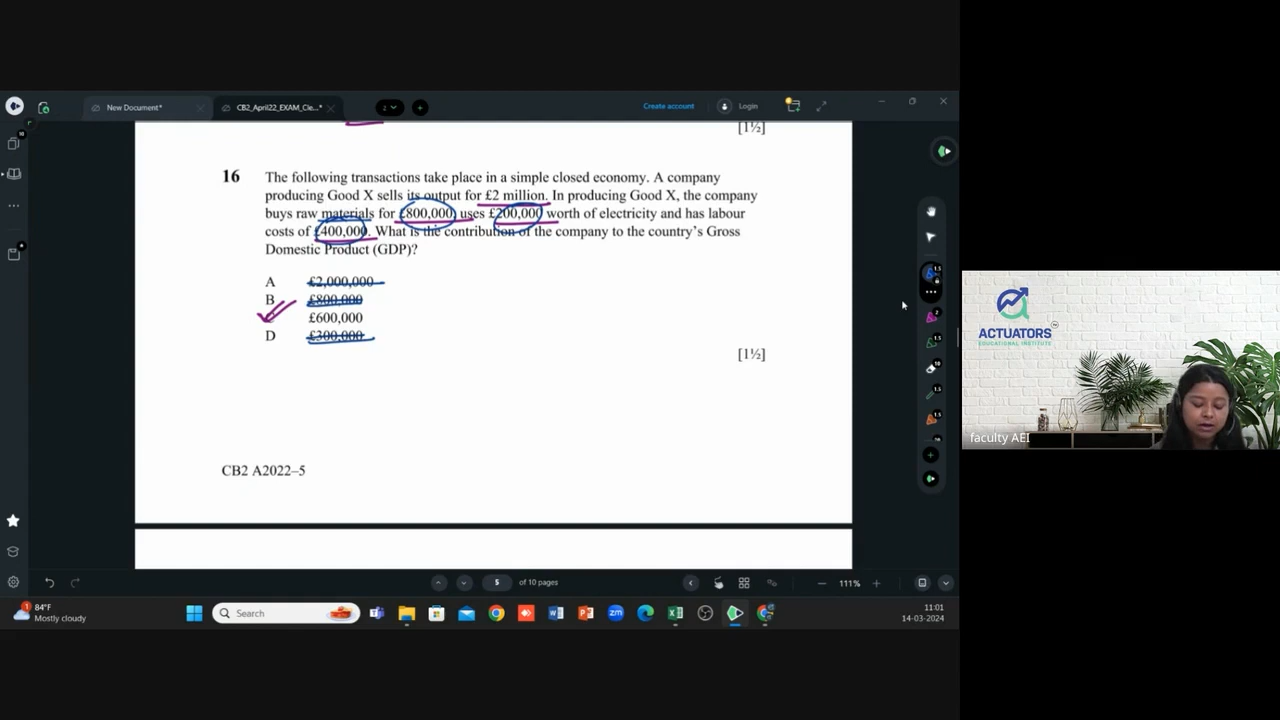 New Document*
CB2_April22_EXAM_Cle...*
2
Create account
Login
[1½]
16
The following transactions take place in a simple closed economy. A company
producing Good X sells its output for £2 million. In producing Good X, the company
buys raw materials for £800,000, uses £200,000 worth of electricity and has labour
costs of £400,000. What is the contribution of the company to the country's Gross
Domestic Product (GDP)?
A £2,000,000
B £800,000
£600,000
D £300,000
[1½]
CB2 A2022–5
ACTUATORS
EDUCATIONAL INSTITUTE
faculty AEI
5 of 10 pages
111%
84°F
Mostly cloudy
Search
11:01
14-03-2024